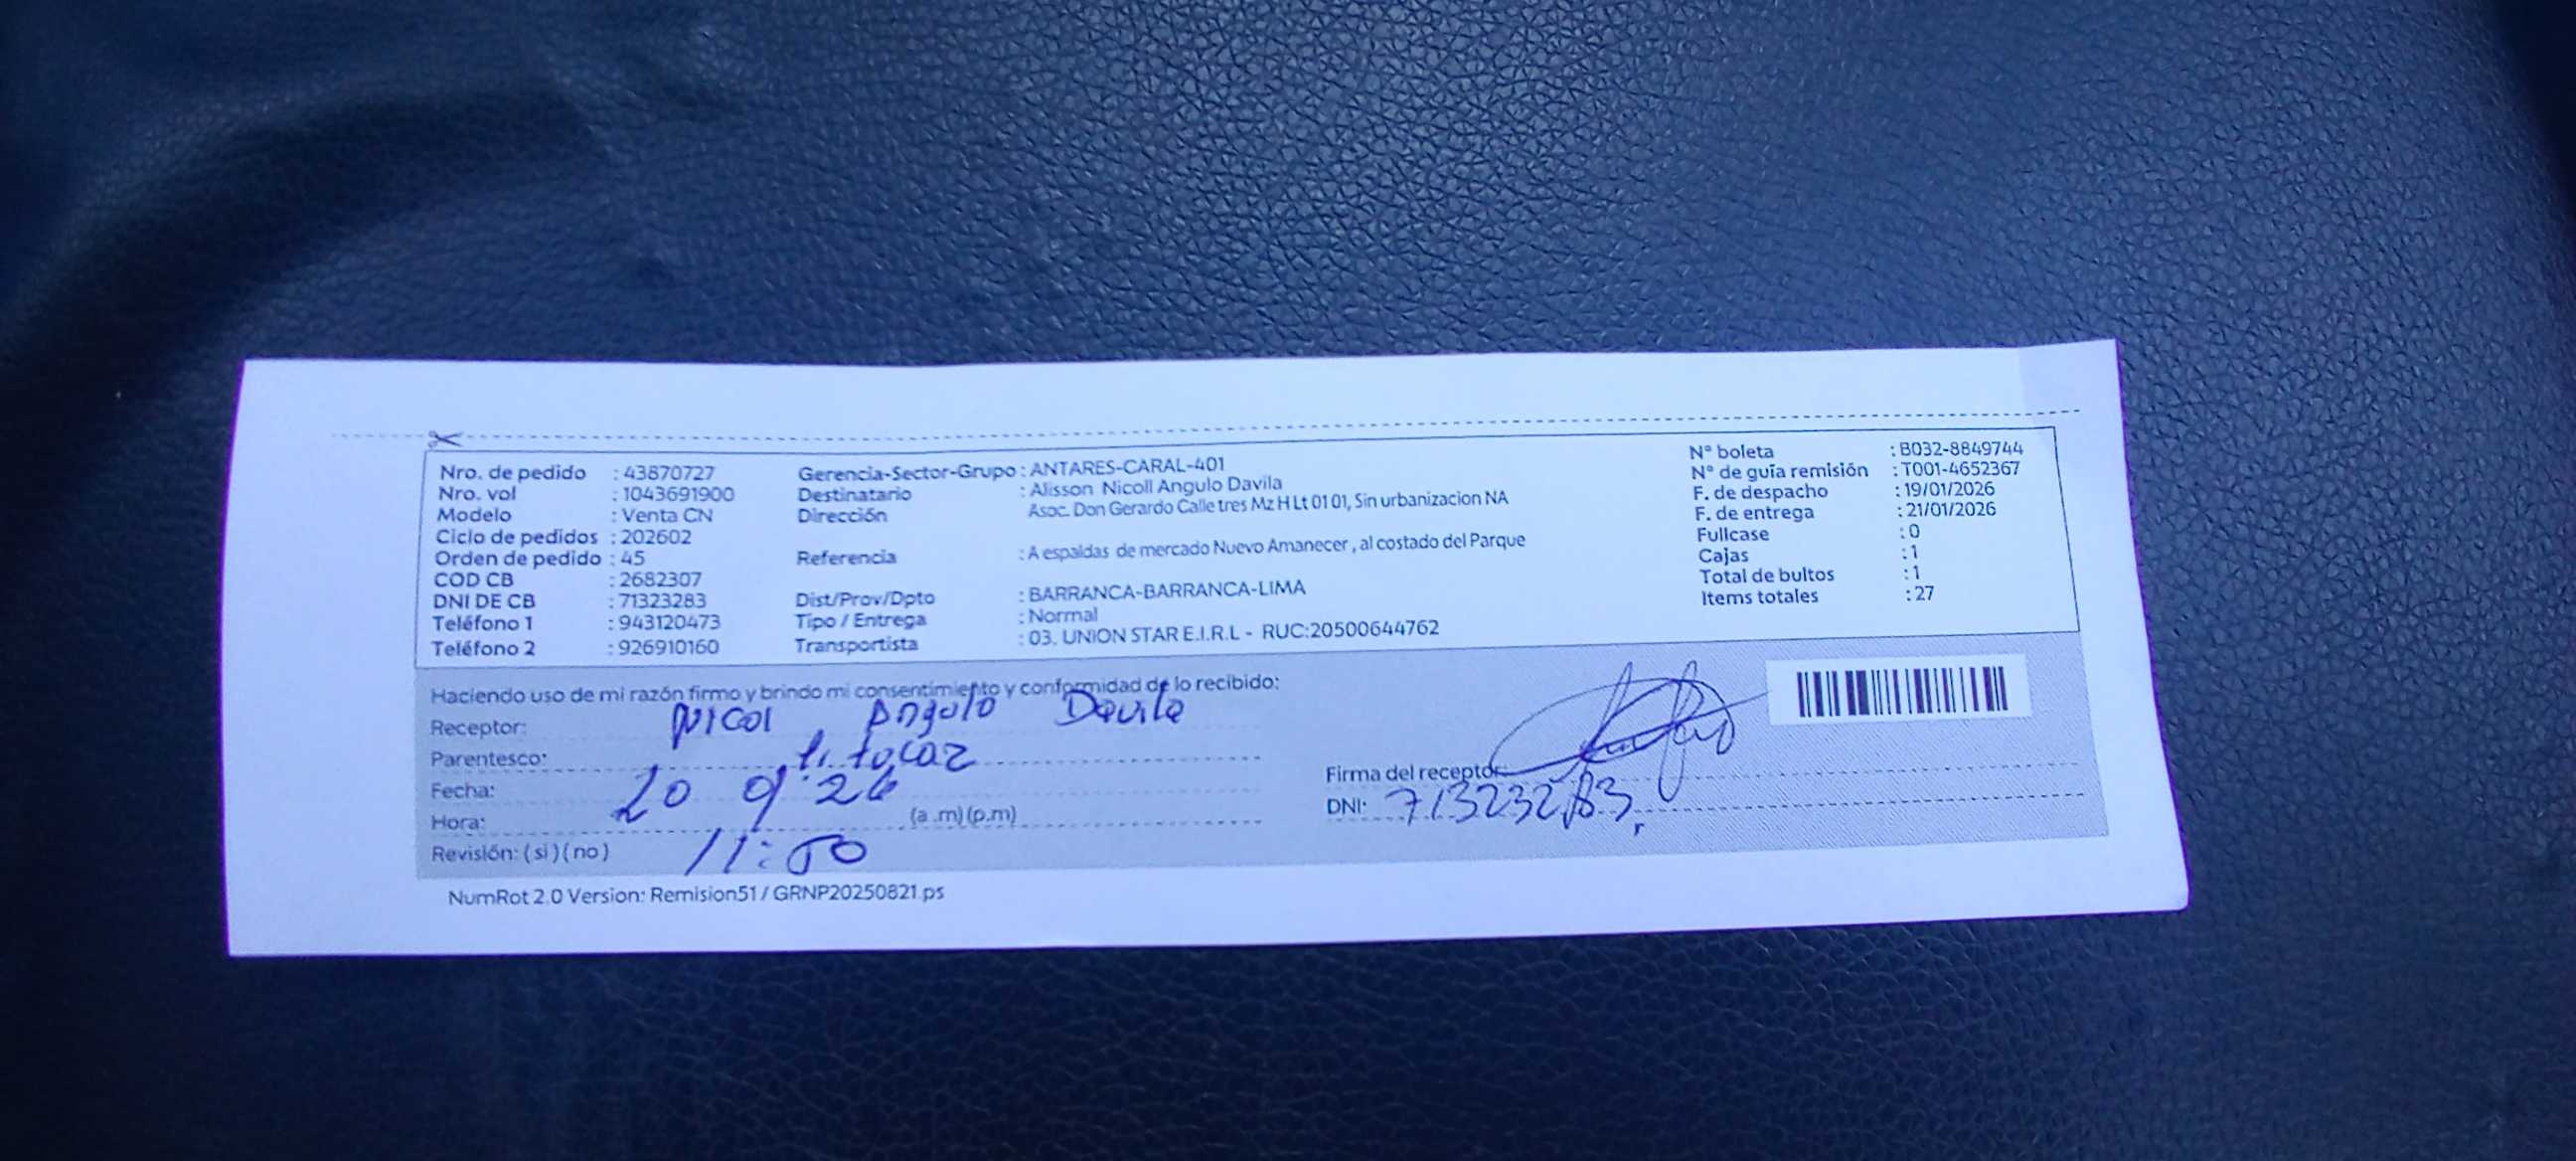 Nro. de pedido : 43870727 Gerencia-Sector-Grupo : ANTARES-CARAL-401 N° boleta : B032-8849744
Nro. vol : 1043691900 Destinatario : Alisson Nicoll Angulo Davila N° de guía remisión : T001-4652367
Modelo : Venta CN Dirección Asoc. Don Gerardo Calle tres Mz H Lt 01 01, Sin urbanizacion NA F. de despacho : 19/01/2026
Ciclo de pedidos : 202602 F. de entrega : 21/01/2026
Orden de pedido : 45 Referencia : A espaldas de mercado Nuevo Amanecer , al costado del Parque Fullcase : 0
COD CB : 2682307 Cajas : 1
DNI DE CB : 71323283 Dist/Prov/Dpto : BARRANCA-BARRANCA-LIMA Total de bultos : 1
Teléfono 1 : 943120473 Tipo / Entrega : Normal Items totales : 27
Teléfono 2 : 926910160 Transportista : 03. UNION STAR E.I.R.L - RUC:20500644762
Haciendo uso de mi razón firmo y brindo mi consentimiento y conformidad de lo recibido:
Receptor: Nicol Angulo Davila
Parentesco: titular
Fecha: 20 01 26 Firma del receptor:
Hora: (a .m) (p.m) DNI: 71323283
Revisión: ( si ) ( no ) 11:50
NumRot 2.0 Version: Remision51 / GRNP20250821.ps